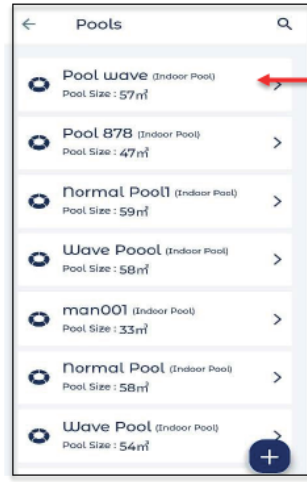 Pools
Pool wave (Indoor Pool)
Pool Size : 57㎡
Pool 878 (Indoor Pool)
Pool Size : 47㎡
Normal Pool1 (Indoor Pool)
Pool Size : 59㎡
Wave Poool (Indoor Pool)
Pool Size : 58㎡
man001 (Indoor Pool)
Pool Size : 33㎡
Normal Pool (Indoor Pool)
Pool Size : 58㎡
Wave Pool (Indoor Pool)
Pool Size : 54㎡